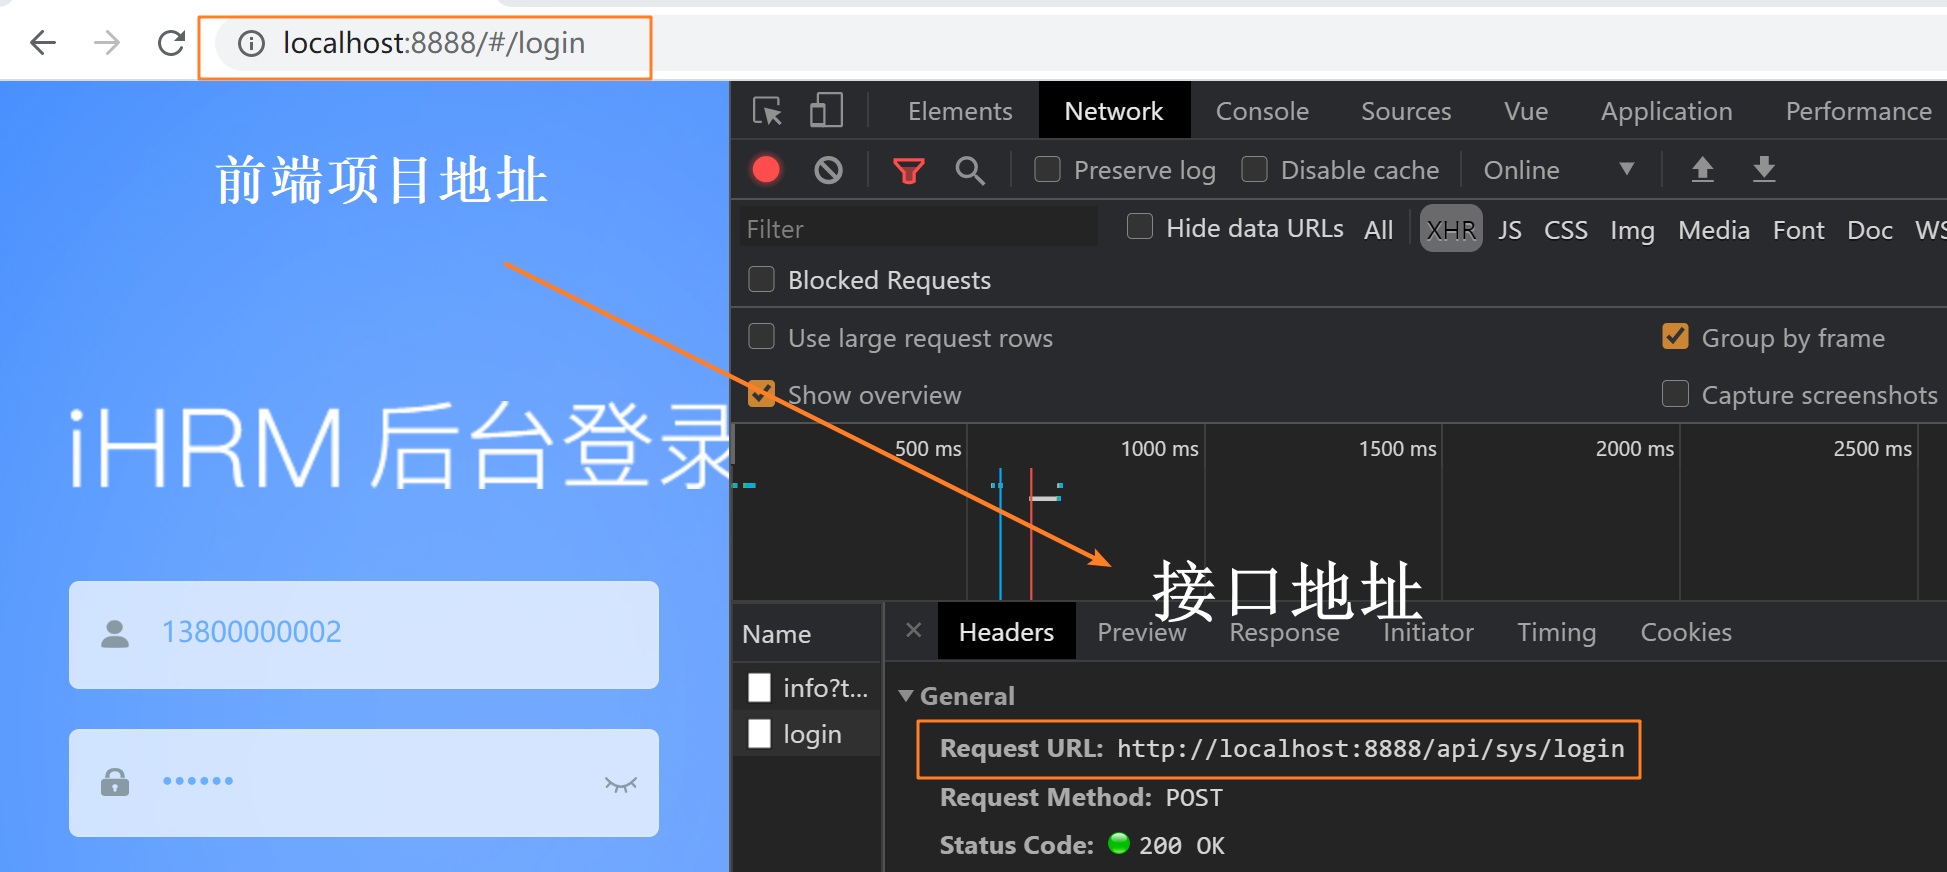 localhost:8888/#/login
前端项目地址
iHRM 后台登录
13800000002
••••••
Elements Network Console Sources Vue Application Performance
Preserve log Disable cache Online
Filter Hide data URLs All XHR JS CSS Img Media Font Doc WS
Blocked Requests
Use large request rows Group by frame
Show overview Capture screenshots
500 ms 1000 ms 1500 ms 2000 ms 2500 ms
接口地址
Name × Headers Preview Response Initiator Timing Cookies
info?t...
login
General
Request URL: http://localhost:8888/api/sys/login
Request Method: POST
Status Code: 200 OK